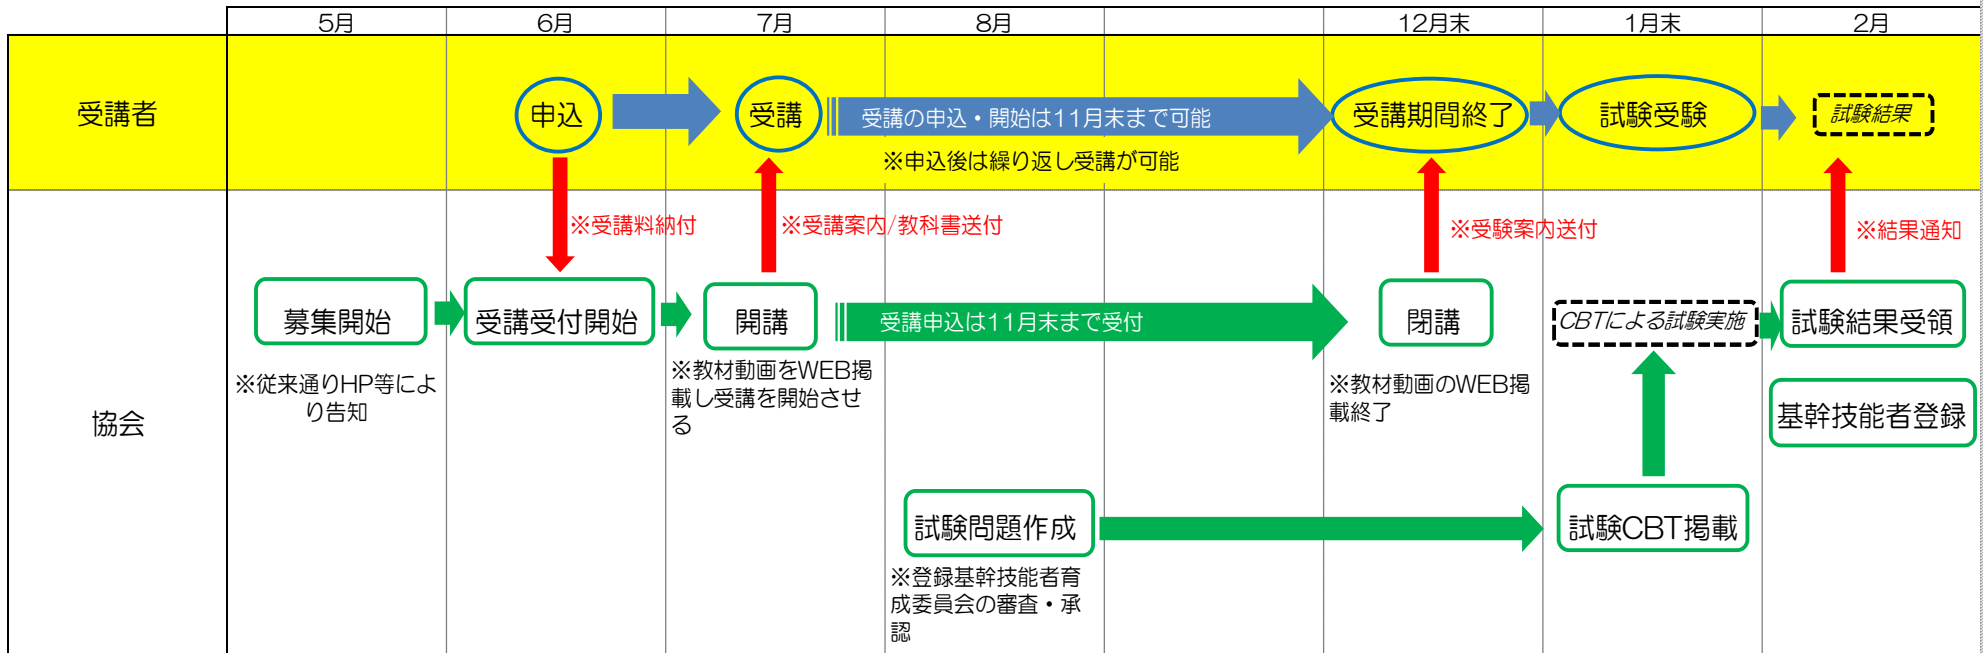 5月 6月 7月 8月 12月末 1月末 2月
受講者
申込
受講
受講の申込・開始は11月末まで可能
※申込後は繰り返し受講が可能
受講期間終了
試験受験
試験結果
※受講料納付
※受講案内/教科書送付
※受験案内送付
※結果通知
協会
募集開始
※従来通りHP等によ
り告知
受講受付開始
開講
※教材動画をWEB掲
載し受講を開始させ
る
受講申込は11月末まで受付
閉講
※教材動画のWEB掲
載終了
CBTによる試験実施
試験結果受領
基幹技能者登録
試験問題作成
※登録基幹技能者育
成委員会の審査・承
認
試験CBT掲載